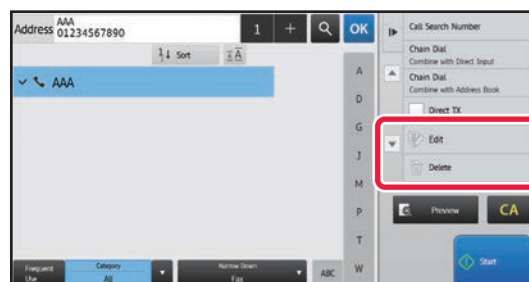 Address AAA
01234567890
1
+
OK
Sort
AAA
A
D
G
J
M
P
T
W
Frequent
Use
Category
All
Narrow Down
Fax
ABC
Call Search Number
Chain Dial
Combine with Direct Input
Chain Dial
Combine with Address Book
Direct TX
Edit
Delete
Preview
CA
Start